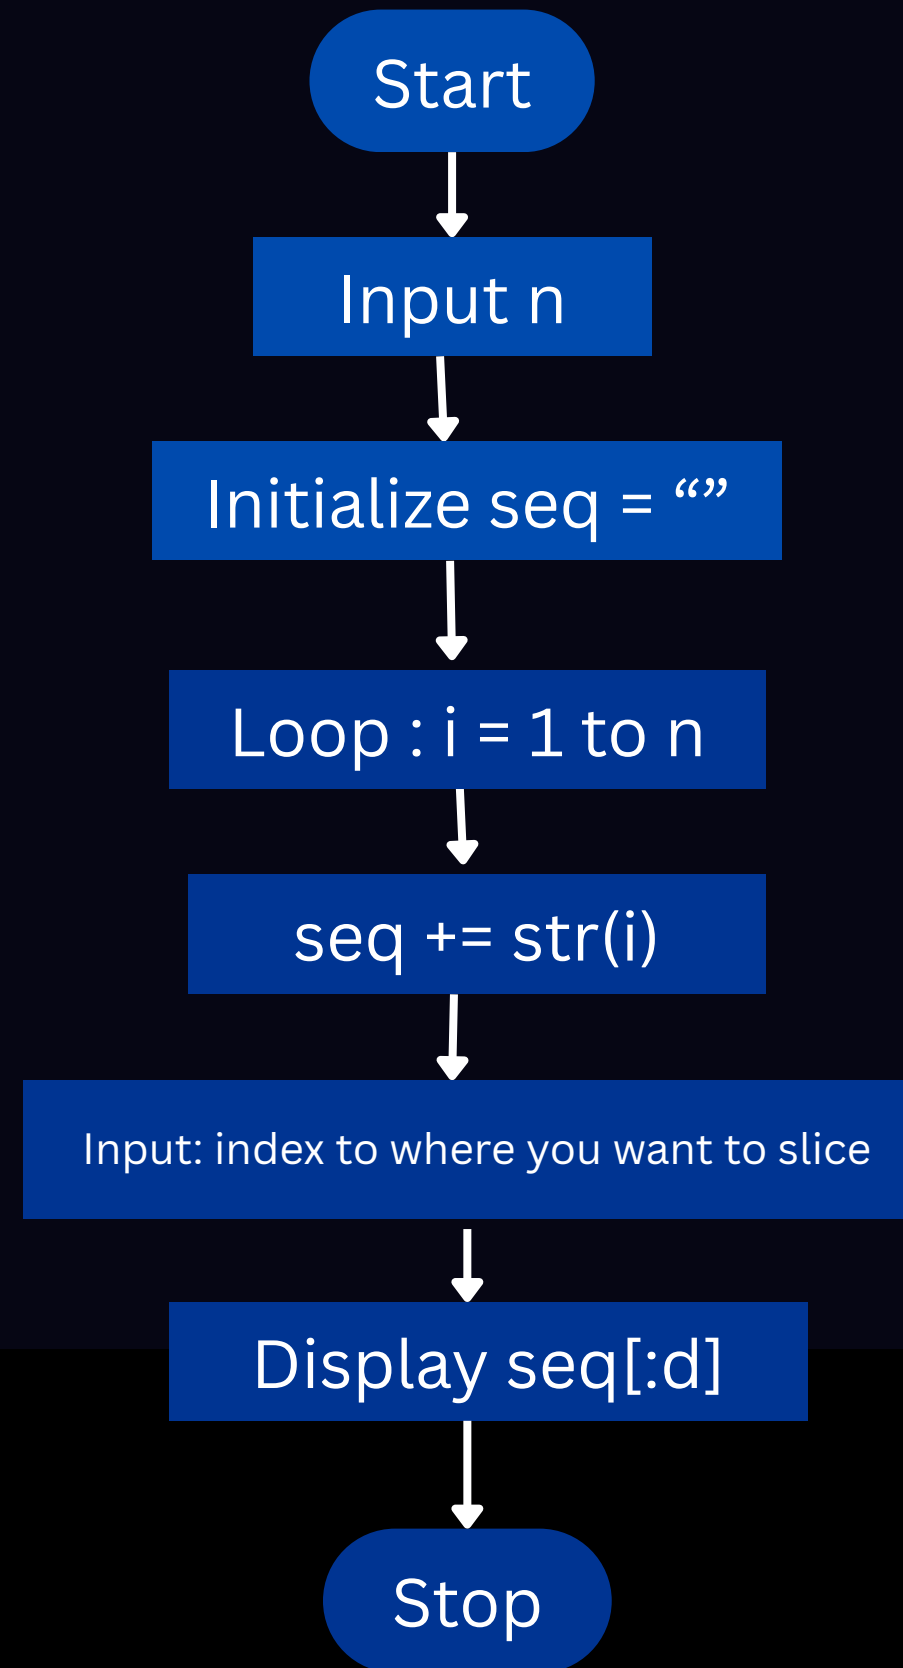 Start
Input n
Initialize seq = “”
Loop : i = 1 to n
seq += str(i)
Input: index to where you want to slice
Display seq[:d]
Stop